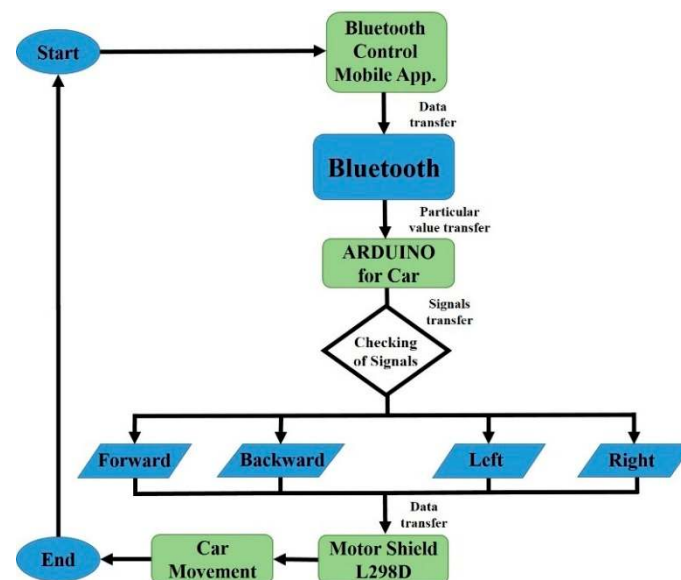 Start
Bluetooth
Control
Mobile App.
Data
transfer
Bluetooth
Particular
value transfer
ARDUINO
for Car
Signals
transfer
Checking
of Signals
Forward
Backward
Left
Right
Data
transfer
End
Car
Movement
Motor Shield
L298D